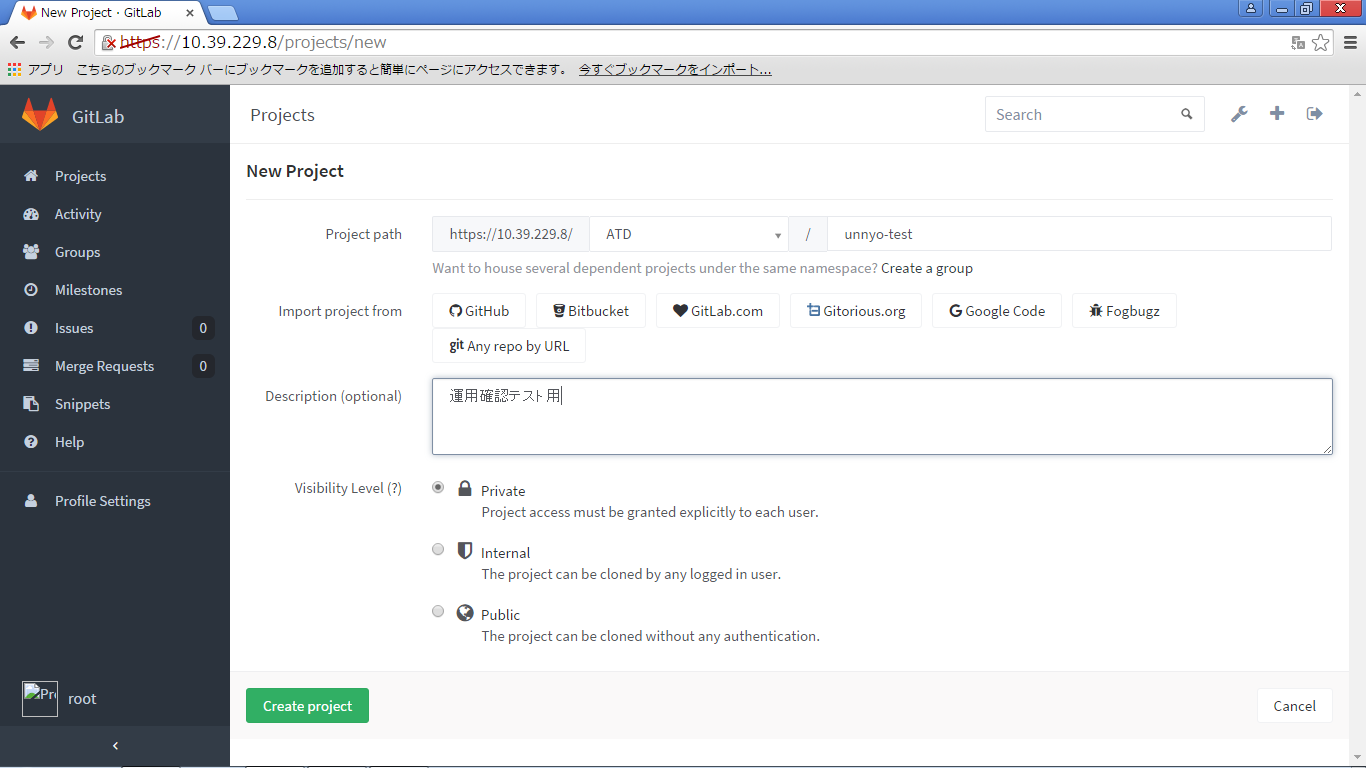 New Project · GitLab
https://10.39.229.8/projects/new
アプリ こちらのブックマーク バーにブックマークを追加すると簡単にページにアクセスできます。 今すぐブックマークをインポート...
GitLab
Projects
Search
Projects
Activity
Groups
Milestones
Issues 0
Merge Requests 0
Snippets
Help
Profile Settings
root
New Project
Project path https://10.39.229.8/ ATD / unnyo-test
Want to house several dependent projects under the same namespace? Create a group
Import project from GitHub Bitbucket GitLab.com Gitorious.org Google Code Fogbugz
git Any repo by URL
Description (optional) 運用確認テスト用
Visibility Level (?) Private
Project access must be granted explicitly to each user.
Internal
The project can be cloned by any logged in user.
Public
The project can be cloned without any authentication.
Create project Cancel